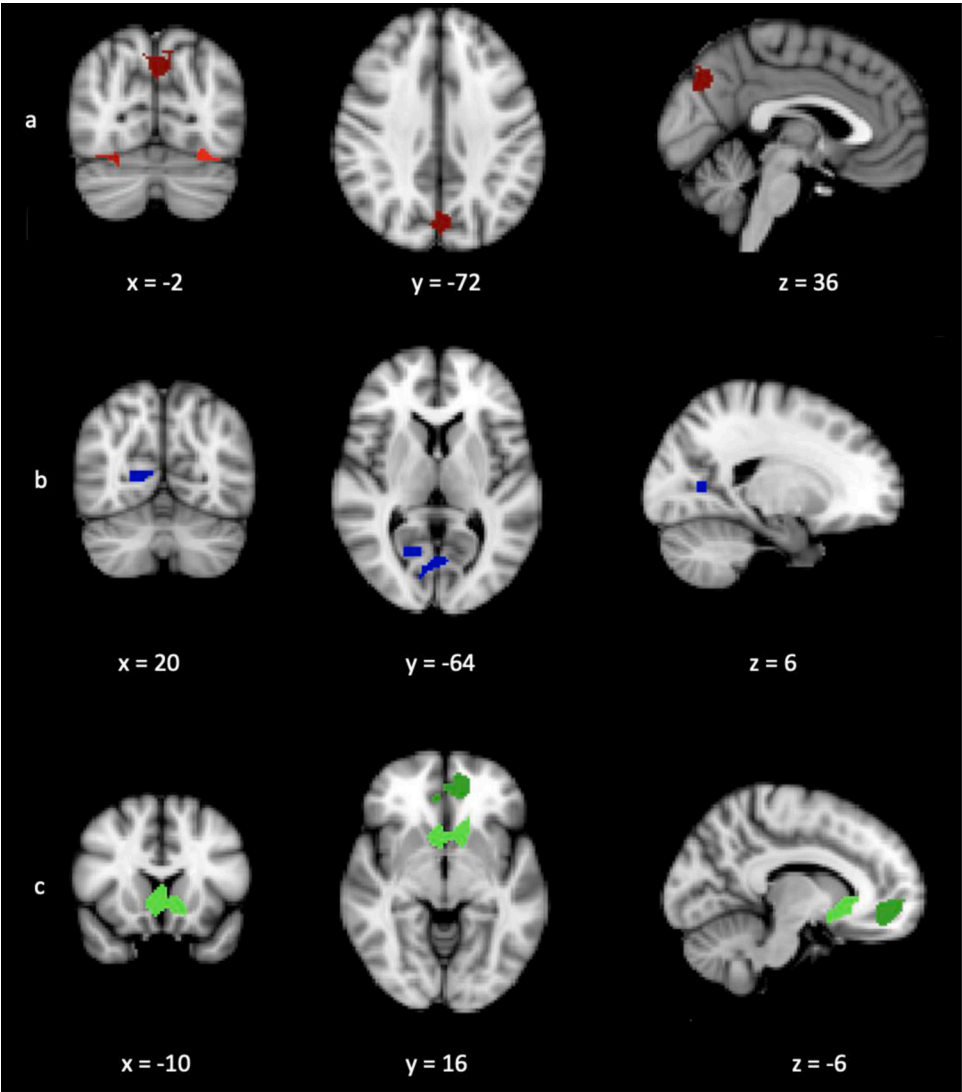 a
x = -2 y = -72 z = 36
b
x = 20 y = -64 z = 6
c
x = -10 y = 16 z = -6